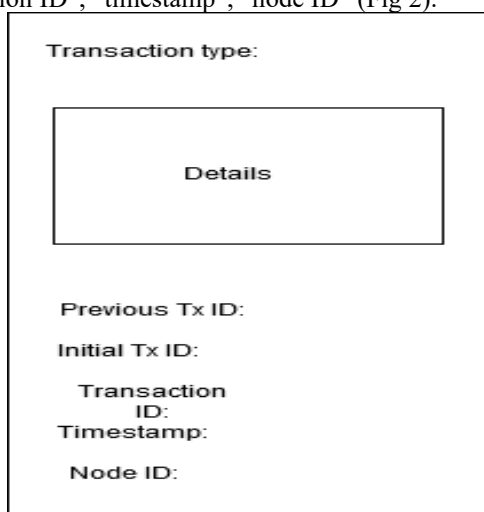 ion ID", "timestamp", "node ID" (Fig 2).
Transaction type:
Details
Previous Tx ID:
Initial Tx ID:
Transaction
ID:
Timestamp:
Node ID: